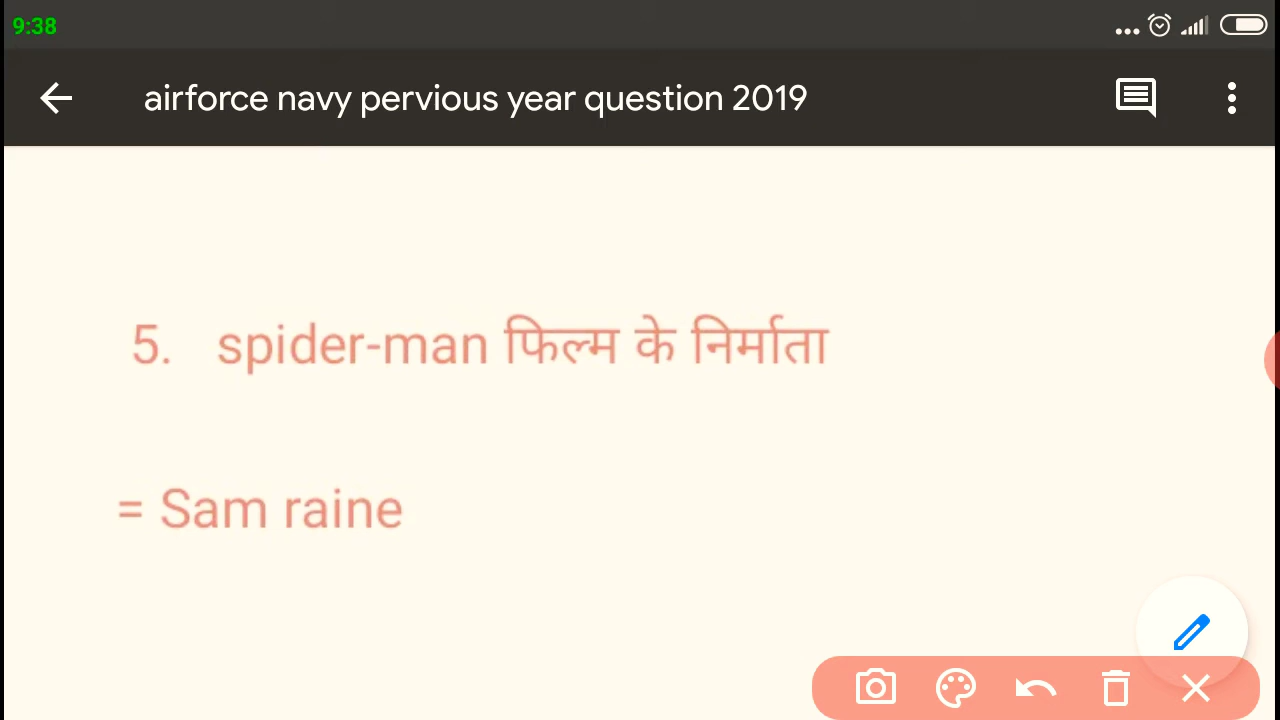 9:38
airforce navy pervious year question 2019
5. spider-man फिल्म के निर्माता
= Sam raine